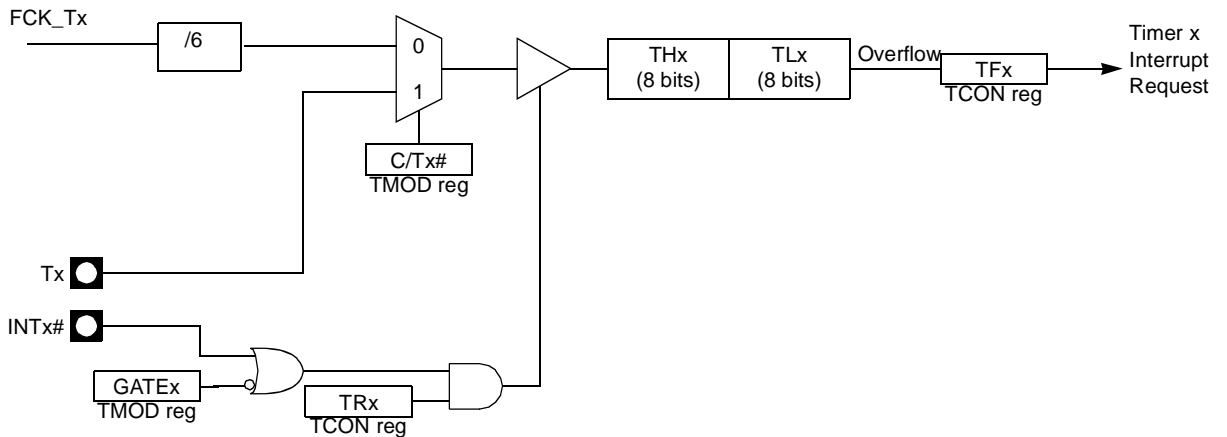 FCK_Tx
/6
0
1
THx
(8 bits)
TLx
(8 bits)
Overflow
TFx
TCON reg
Timer x
Interrupt
Request
C/Tx#
TMOD reg
Tx
INTx#
GATEx
TMOD reg
TRx
TCON reg